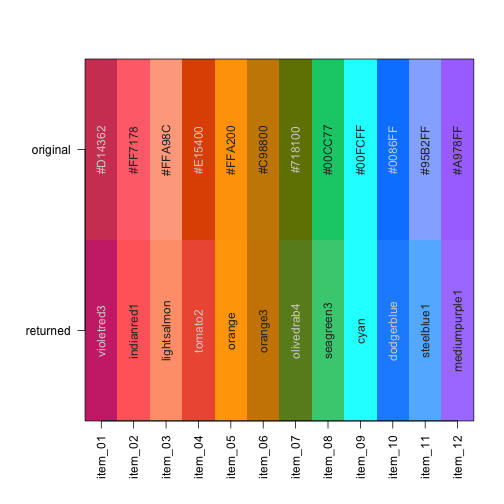 original
#D14362
#FF7178
#FFA98C
#E15400
#FFA200
#C98800
#718100
#00CC77
#00FCFF
#0086FF
#95B2FF
#A978FF
returned
violetred3
indianred1
lightsalmon
tomato2
orange
orange3
olivedrab4
seagreen3
cyan
dodgerblue
steelblue1
mediumpurple1
item_01
item_02
item_03
item_04
item_05
item_06
item_07
item_08
item_09
item_10
item_11
item_12